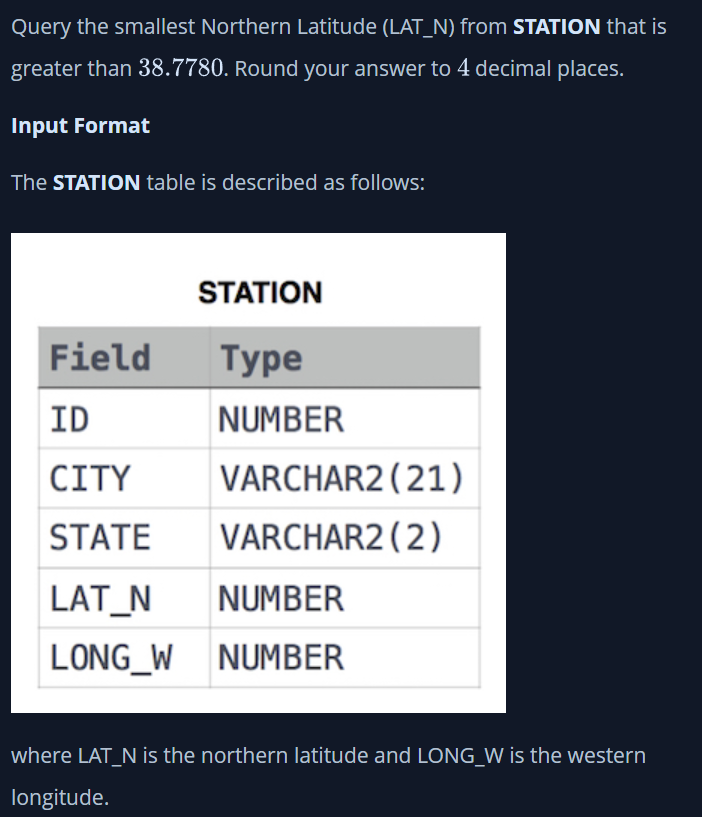 Query the smallest Northern Latitude (LAT_N) from STATION that is
greater than 38.7780. Round your answer to 4 decimal places.
Input Format
The STATION table is described as follows:
STATION
Field Type
ID NUMBER
CITY VARCHAR2(21)
STATE VARCHAR2(2)
LAT_N NUMBER
LONG_W NUMBER
where LAT_N is the northern latitude and LONG_W is the western
longitude.